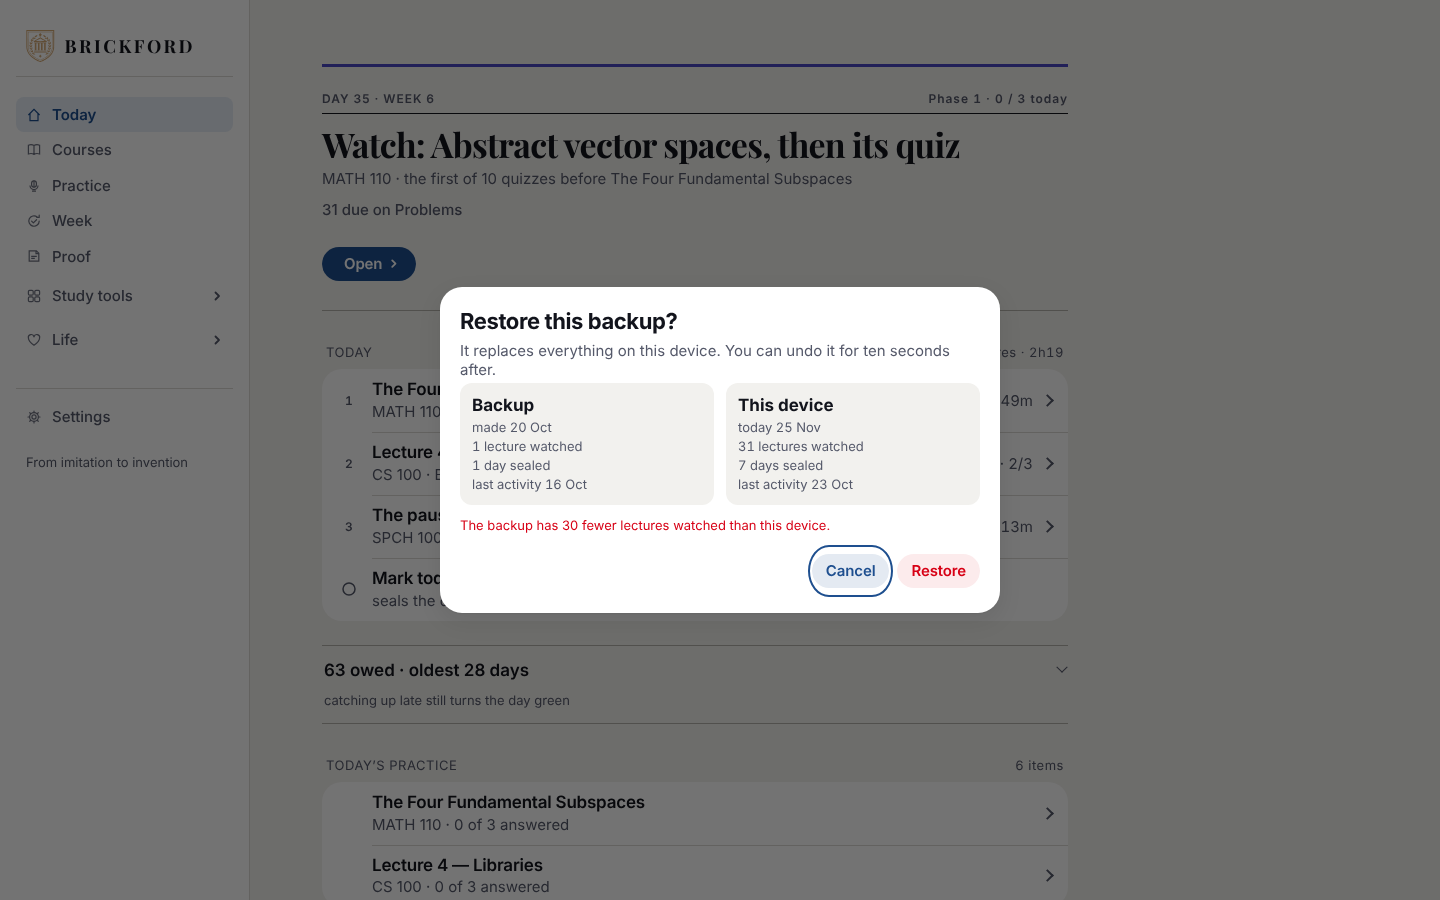 BRICKFORD
Today
Courses
Practice
Week
Proof
Study tools
Life
Settings
From imitation to invention
DAY 35 · WEEK 6
Phase 1 · 0 / 3 today
Watch: Abstract vector spaces, then its quiz
MATH 110 · the first of 10 quizzes before The Four Fundamental Subspaces
31 due on Problems
Open
TODAY
res · 2h19
1
The Four
MATH 110
49m
2
Lecture 4
CS 100 ·
· 2/3
3
The paus
SPCH 100
13m
Mark tod
seals the
Restore this backup?
It replaces everything on this device. You can undo it for ten seconds
after.
Backup
made 20 Oct
1 lecture watched
1 day sealed
last activity 16 Oct
This device
today 25 Nov
31 lectures watched
7 days sealed
last activity 23 Oct
The backup has 30 fewer lectures watched than this device.
Cancel
Restore
63 owed · oldest 28 days
catching up late still turns the day green
TODAY'S PRACTICE
6 items
The Four Fundamental Subspaces
MATH 110 · 0 of 3 answered
Lecture 4 — Libraries
CS 100 · 0 of 3 answered